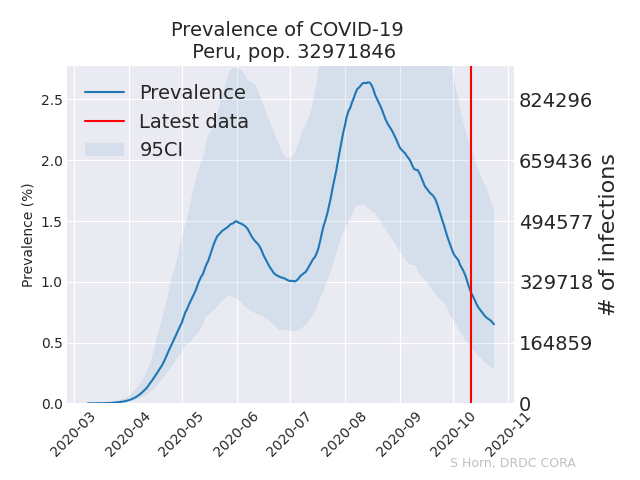 Prevalence of COVID-19
Peru, pop. 32971846
Prevalence
Latest data
95CI
Prevalence (%)
2.5
2.0
1.5
1.0
0.5
0.0
824296
659436
494577
329718
164859
0
# of infections
2020-03
2020-04
2020-05
2020-06
2020-07
2020-08
2020-09
2020-10
2020-11
S Horn, DRDC CORA